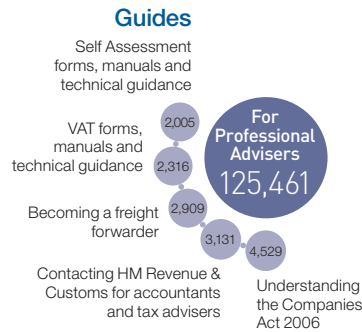 Guides
Self Assessment
forms, manuals and
technical guidance
2,005
For
Professional
Advisers
125,461
VAT forms,
manuals and
technical guidance
2,316
Becoming a freight
forwarder
2,909
3,131
4,529
Contacting HM Revenue &
Customs for accountants
and tax advisers
Understanding
the Companies
Act 2006